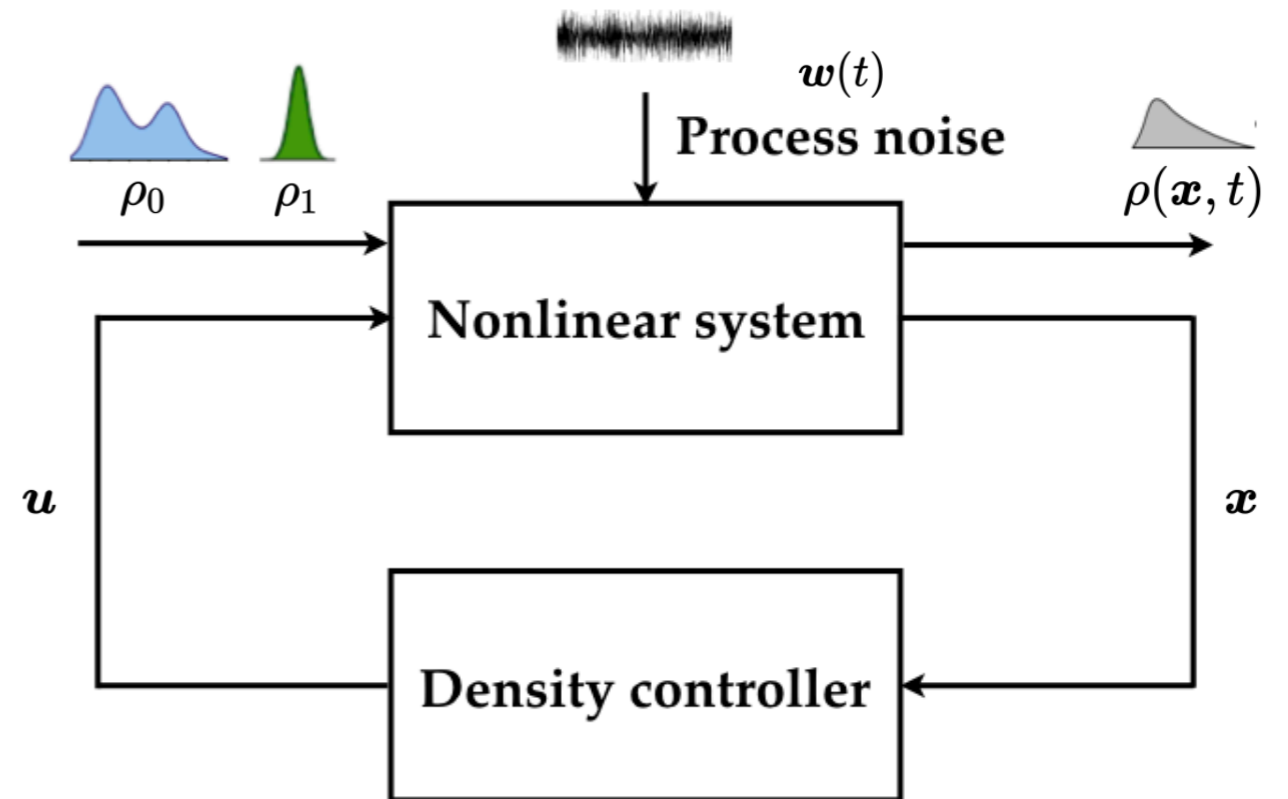 w(t)
Process noise
ρ₀
ρ₁
ρ(x, t)
Nonlinear system
u
x
Density controller